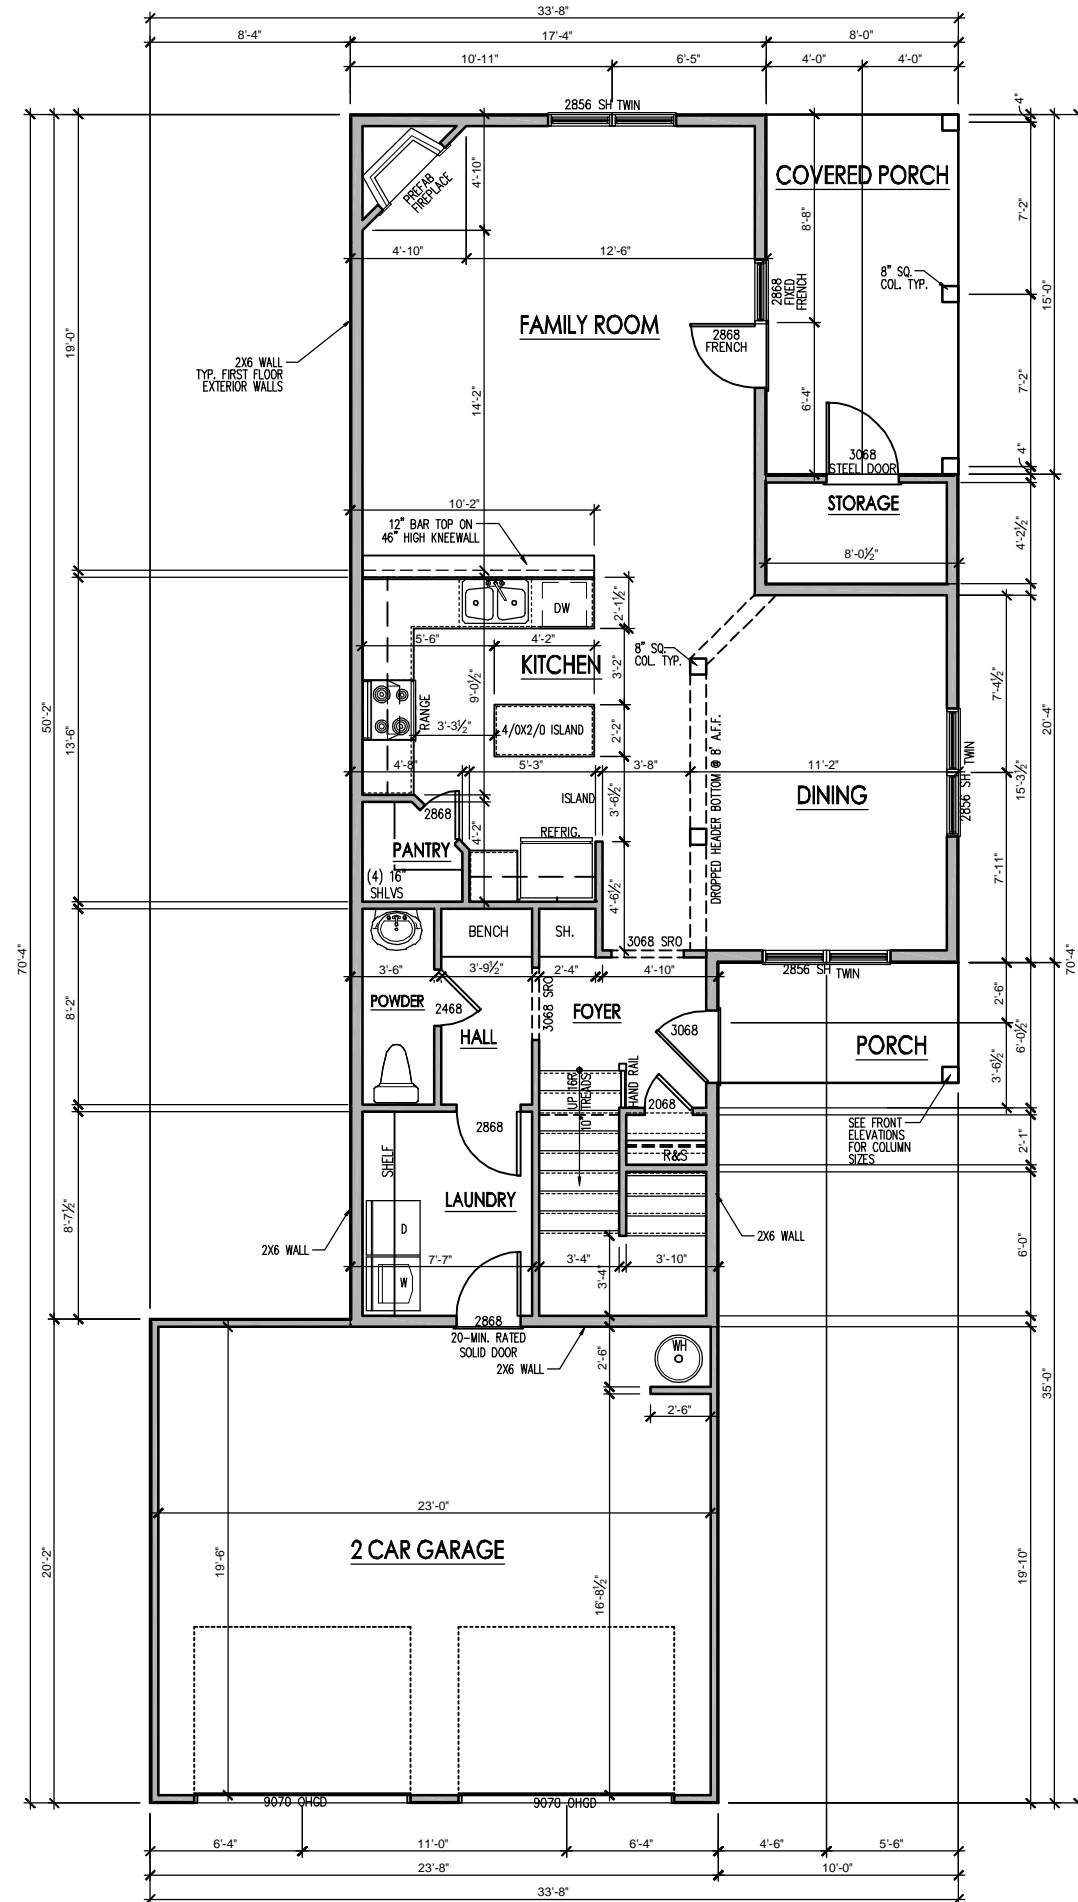 33'-8"
8'-4"
17'-4"
8'-0"
10'-11"
6'-5"
4'-0"
4'-0"
2856 SH TWIN
4"
COVERED PORCH
PREFAB
FIREPLACE
4'-10"
8'-8"
7'-2"
4'-10"
12'-6"
8" SQ.
COL. TYP.
2868
FIXED
FRENCH
15'-0"
FAMILY ROOM
2868
FRENCH
19'-0"
2X6 WALL
TYP. FIRST FLOOR
EXTERIOR WALLS
14'-2"
6'-4"
7'-2"
4"
3068
STEEL DOOR
10'-2"
STORAGE
12" BAR TOP ON
46" HIGH KNEEWALL
4'-2½"
8'-0½"
DW
2'-1½"
5'-6"
4'-2"
8" SQ.
COL. TYP.
KITCHEN
3'-2"
9'-0½"
7'-4½"
RANGE
4/0X2/0 ISLAND
3'-3½"
2'-2"
50'-2"
13'-6"
20'-4"
4'-8"
5'-3"
3'-8"
11'-2"
15'-3½"
2856 SH TWIN
DROPPED HEADER BOTTOM @ 8' A.F.F.
DINING
ISLAND
3'-6½"
2868
4'-2"
REFRIG.
PANTRY
(4) 16"
SHLVS
4'-6½"
7'-11"
BENCH
SH.
3068 SRO
70'-4"
70'-4"
3'-6"
3'-9½"
2'-4"
4'-10"
2856 SH TWIN
POWDER
2468
3068 SRO
FOYER
2'-6"
8'-2"
HALL
3068
PORCH
6'-0½"
3'-6½"
UP 16R
10" TREADS
HAND RAIL
2068
2868
SEE FRONT
ELEVATIONS
FOR COLUMN
SIZES
2'-1"
SHELF
R&S
LAUNDRY
8'-7½"
D
2X6 WALL
2X6 WALL
6'-0"
7'-7"
3'-4"
3'-10"
3'-4"
W
2868
20-MIN. RATED
SOLID DOOR
2X6 WALL
2'-6"
WH
35'-0"
2'-6"
23'-0"
2 CAR GARAGE
20'-2"
19'-6"
16'-8½"
19'-10"
9070 OHGD
9070 OHGD
6'-4"
11'-0"
6'-4"
4'-6"
5'-6"
23'-8"
10'-0"
33'-8"